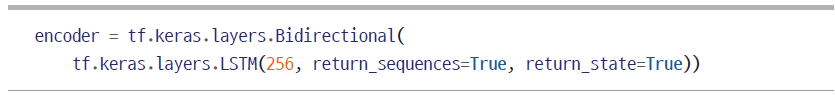 encoder = tf.keras.layers.Bidirectional(
    tf.keras.layers.LSTM(256, return_sequences=True, return_state=True))